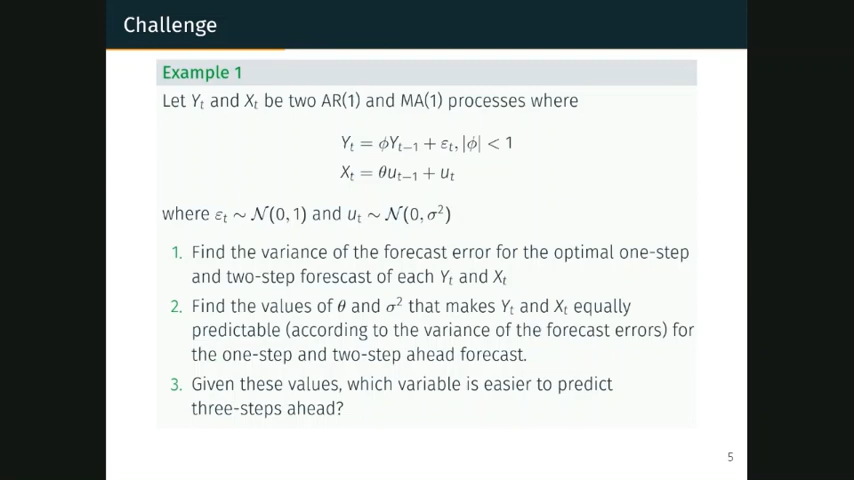 Challenge
Example 1
Let Yₜ and Xₜ be two AR(1) and MA(1) processes where
Yₜ = ϕYₜ₋₁ + εₜ, |ϕ| < 1
Xₜ = θuₜ₋₁ + uₜ
where εₜ ∼ 𝒩(0, 1) and uₜ ∼ 𝒩(0, σ²)
1. Find the variance of the forecast error for the optimal one-step
and two-step forescast of each Yₜ and Xₜ
2. Find the values of θ and σ² that makes Yₜ and Xₜ equally
predictable (according to the variance of the forecast errors) for
the one-step and two-step ahead forecast.
3. Given these values, which variable is easier to predict
three-steps ahead?
5